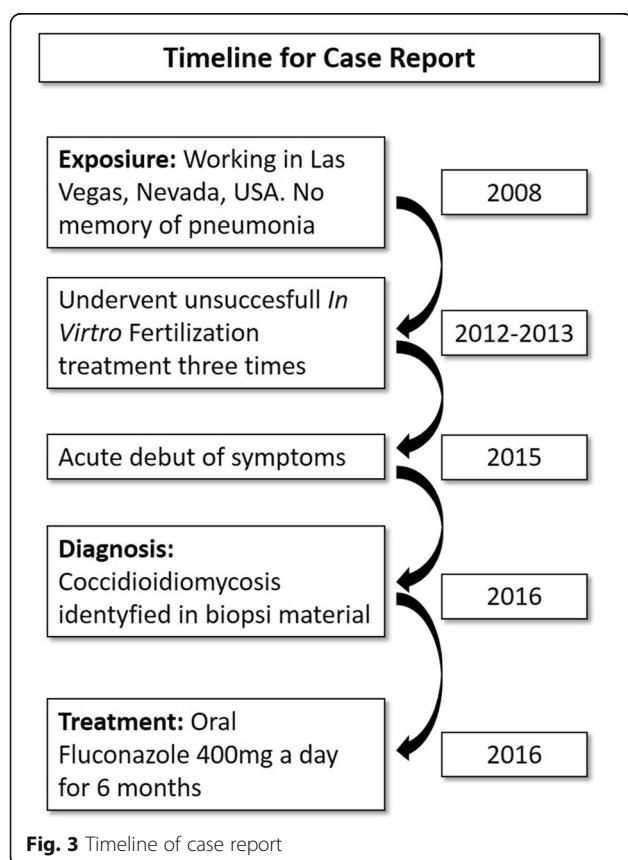 Timeline for Case Report
Exposiure: Working in Las
Vegas, Nevada, USA. No
memory of pneumonia
2008
Undervent unsuccesfull In
Virtro Fertilization
treatment three times
2012-2013
Acute debut of symptoms
2015
Diagnosis:
Coccidioidiomycosis
identyfied in biopsi material
2016
Treatment: Oral
Fluconazole 400mg a day
for 6 months
2016
Fig. 3 Timeline of case report